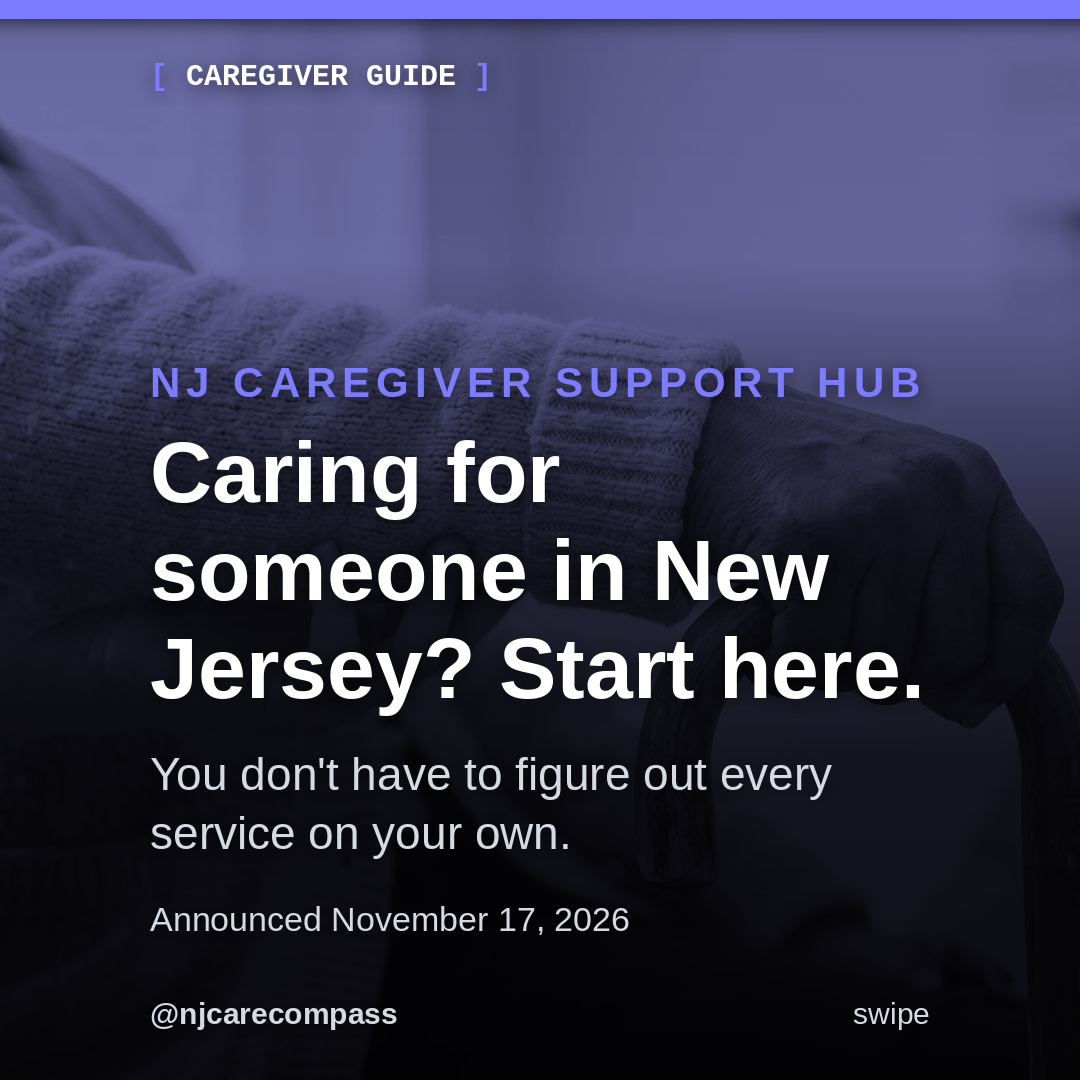 [ CAREGIVER GUIDE ]
NJ CAREGIVER SUPPORT HUB
Caring for
someone in New
Jersey? Start here.
You don't have to figure out every
service on your own.
Announced November 17, 2026
@njcarecompass
swipe